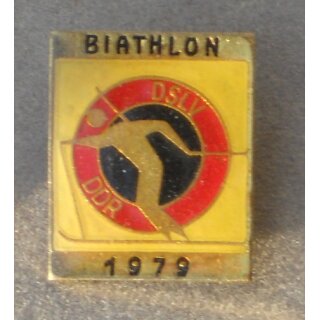 BIATHLON
DSLV
DDR
1979